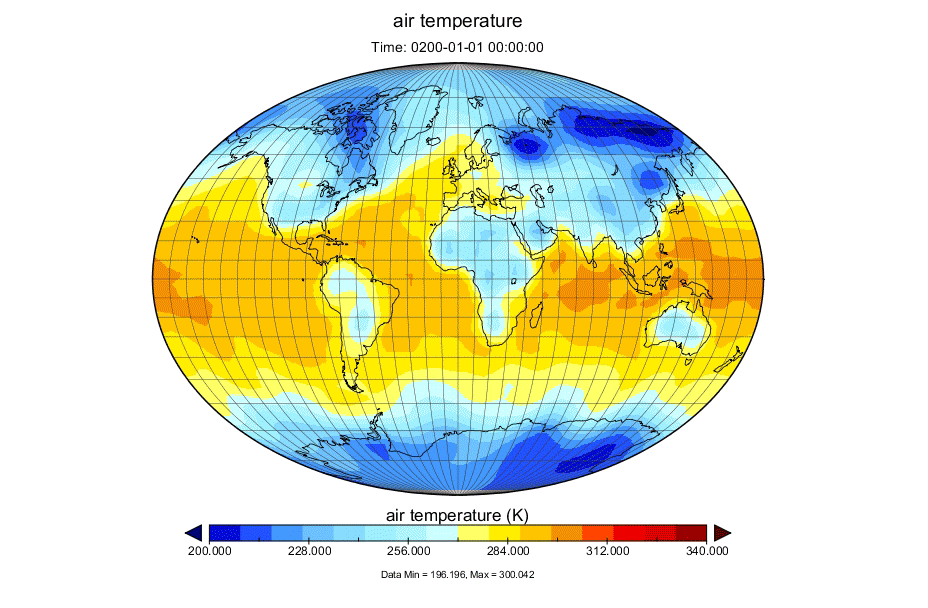 air temperature
Time: 0200-01-01 00:00:00
air temperature (K)
200.000 228.000 256.000 284.000 312.000 340.000
Data Min = 196.196, Max = 300.042